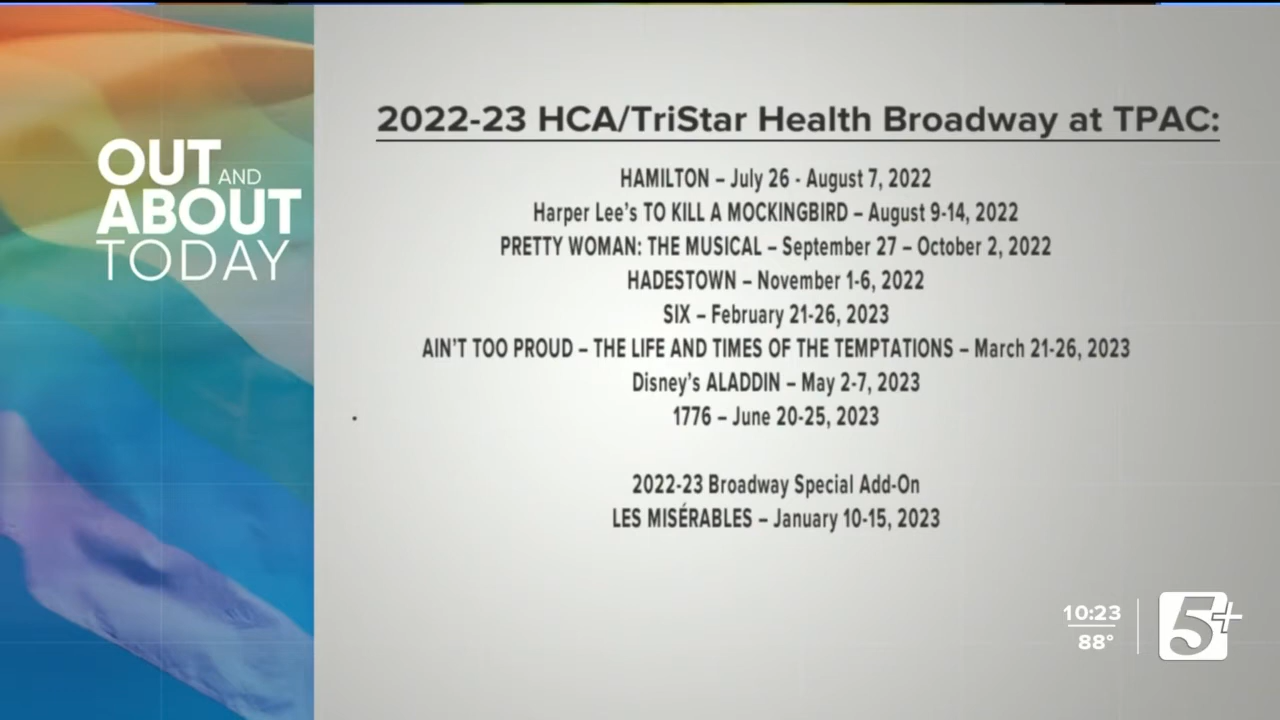 OUT AND
ABOUT
TODAY
2022-23 HCA/TriStar Health Broadway at TPAC:
HAMILTON – July 26 - August 7, 2022
Harper Lee's TO KILL A MOCKINGBIRD – August 9-14, 2022
PRETTY WOMAN: THE MUSICAL – September 27 – October 2, 2022
HADESTOWN – November 1-6, 2022
SIX – February 21-26, 2023
AIN'T TOO PROUD – THE LIFE AND TIMES OF THE TEMPTATIONS – March 21-26, 2023
Disney's ALADDIN – May 2-7, 2023
1776 – June 20-25, 2023
2022-23 Broadway Special Add-On
LES MISÉRABLES – January 10-15, 2023
10:23
88°
5+